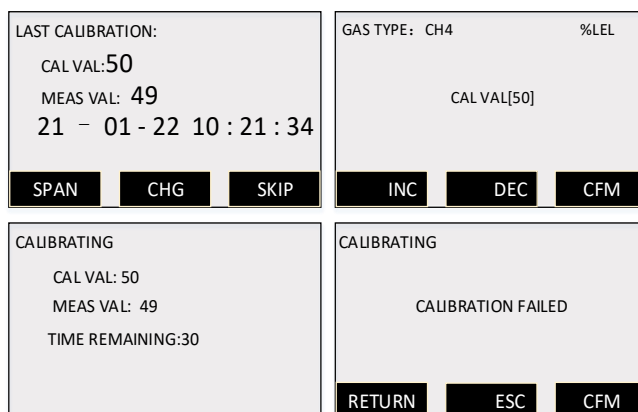 LAST CALIBRATION:
CAL VAL:50
MEAS VAL: 49
21 - 01 - 22 10 : 21 : 34
SPAN CHG SKIP
GAS TYPE: CH4 %LEL
CAL VAL[50]
INC DEC CFM
CALIBRATING
CAL VAL: 50
MEAS VAL: 49
TIME REMAINING:30
CALIBRATING
CALIBRATION FAILED
RETURN ESC CFM